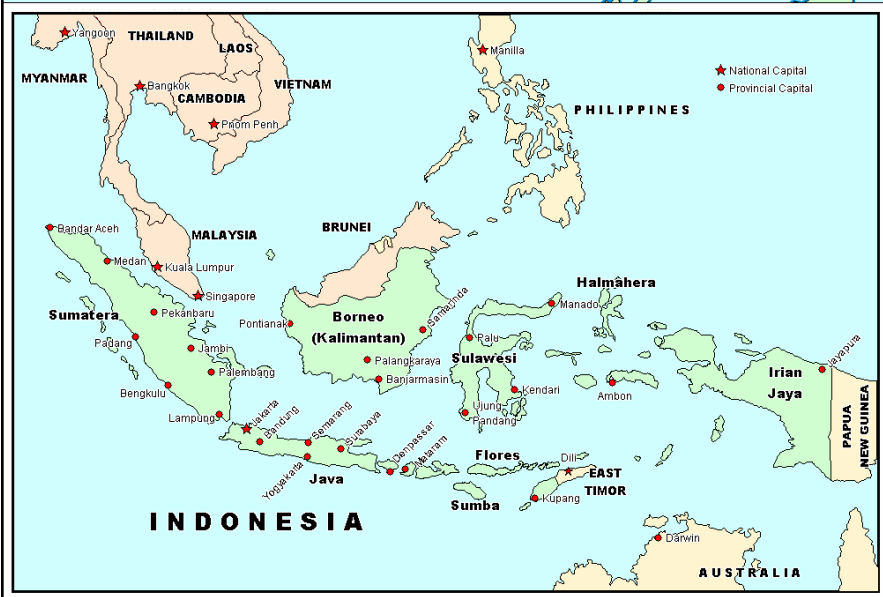 Yangoon
THAILAND
LAOS
MYANMAR
Bangkok
VIETNAM
CAMBODIA
Pnom Penh
Manilla
National Capital
Provincial Capital
PHILIPPINES
Bandar Aceh
MALAYSIA
BRUNEI
Medan
Kuala Lumpur
Singapore
Halmahera
Sumatera
Pekanbaru
Pontianak
Borneo
(Kalimantan)
Samarinda
Manado
Padang
Jambi
Palu
Sulawesi
Jayapura
Palembang
Palangkaraya
Irian
Jaya
Bengkulu
Banjarmasin
Kendari
Ambon
Lampung
Jakarta
Bandung
Semarang
Surabaya
Ujung
Pandang
PAPUA
NEW GUINEA
Denpassar
Mataram
Yogyakarta
Java
Flores
Dili
EAST
TIMOR
Sumba
Kupang
INDONESIA
Darwin
AUSTRALIA